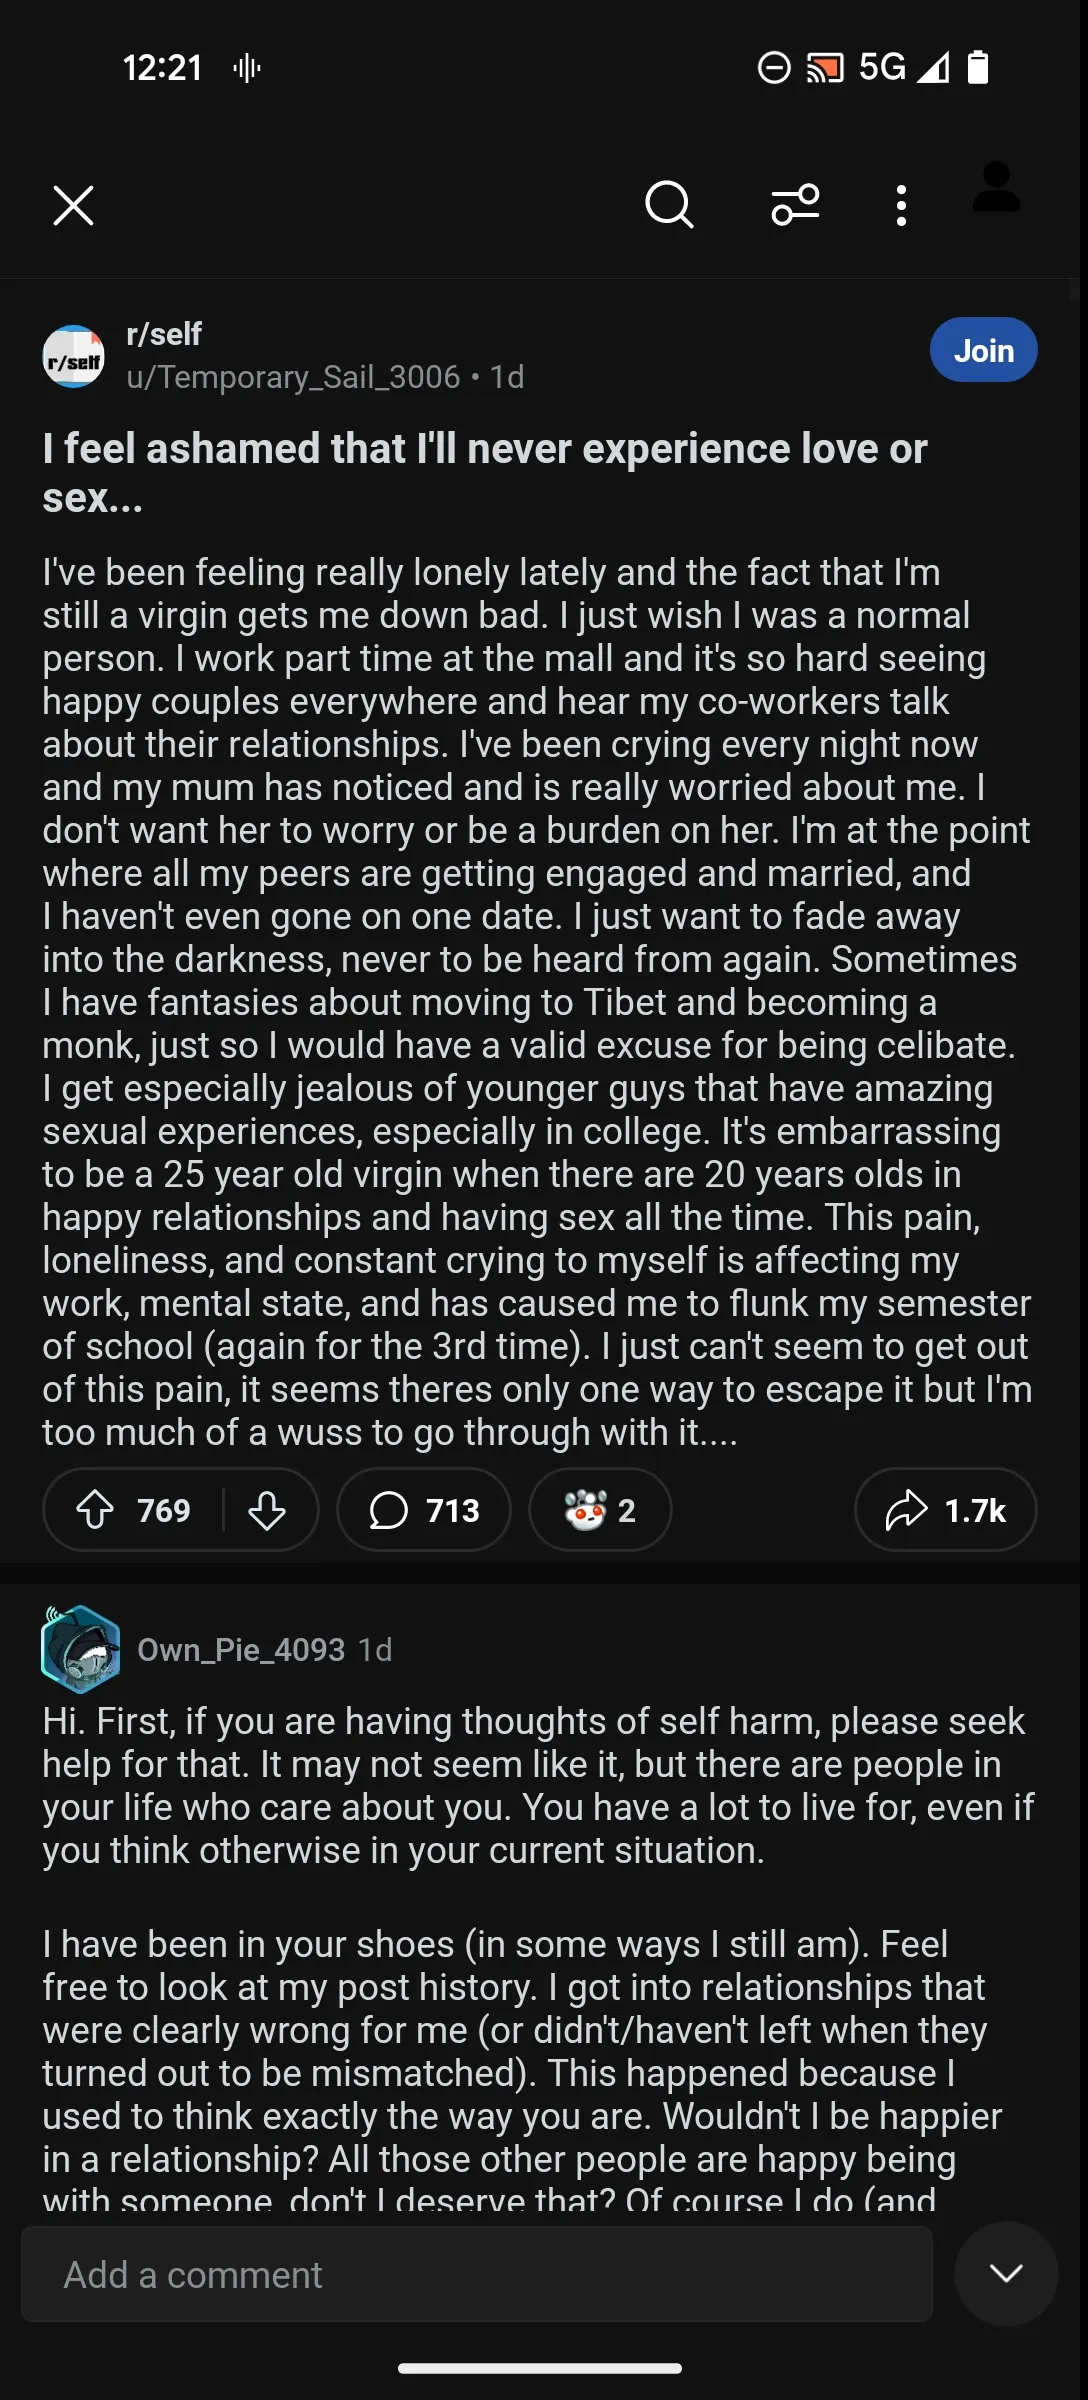 12:21
5G
r/self
r/self
u/Temporary_Sail_3006 • 1d
Join
I feel ashamed that I'll never experience love or
sex...
I've been feeling really lonely lately and the fact that I'm
still a virgin gets me down bad. I just wish I was a normal
person. I work part time at the mall and it's so hard seeing
happy couples everywhere and hear my co-workers talk
about their relationships. I've been crying every night now
and my mum has noticed and is really worried about me. I
don't want her to worry or be a burden on her. I'm at the point
where all my peers are getting engaged and married, and
I haven't even gone on one date. I just want to fade away
into the darkness, never to be heard from again. Sometimes
I have fantasies about moving to Tibet and becoming a
monk, just so I would have a valid excuse for being celibate.
I get especially jealous of younger guys that have amazing
sexual experiences, especially in college. It's embarrassing
to be a 25 year old virgin when there are 20 years olds in
happy relationships and having sex all the time. This pain,
loneliness, and constant crying to myself is affecting my
work, mental state, and has caused me to flunk my semester
of school (again for the 3rd time). I just can't seem to get out
of this pain, it seems theres only one way to escape it but I'm
too much of a wuss to go through with it....
769
713
2
1.7k
Own_Pie_4093 1d
Hi. First, if you are having thoughts of self harm, please seek
help for that. It may not seem like it, but there are people in
your life who care about you. You have a lot to live for, even if
you think otherwise in your current situation.
I have been in your shoes (in some ways I still am). Feel
free to look at my post history. I got into relationships that
were clearly wrong for me (or didn't/haven't left when they
turned out to be mismatched). This happened because I
used to think exactly the way you are. Wouldn't I be happier
in a relationship? All those other people are happy being
with someone, don't I deserve that? Of course I do (and
Add a comment